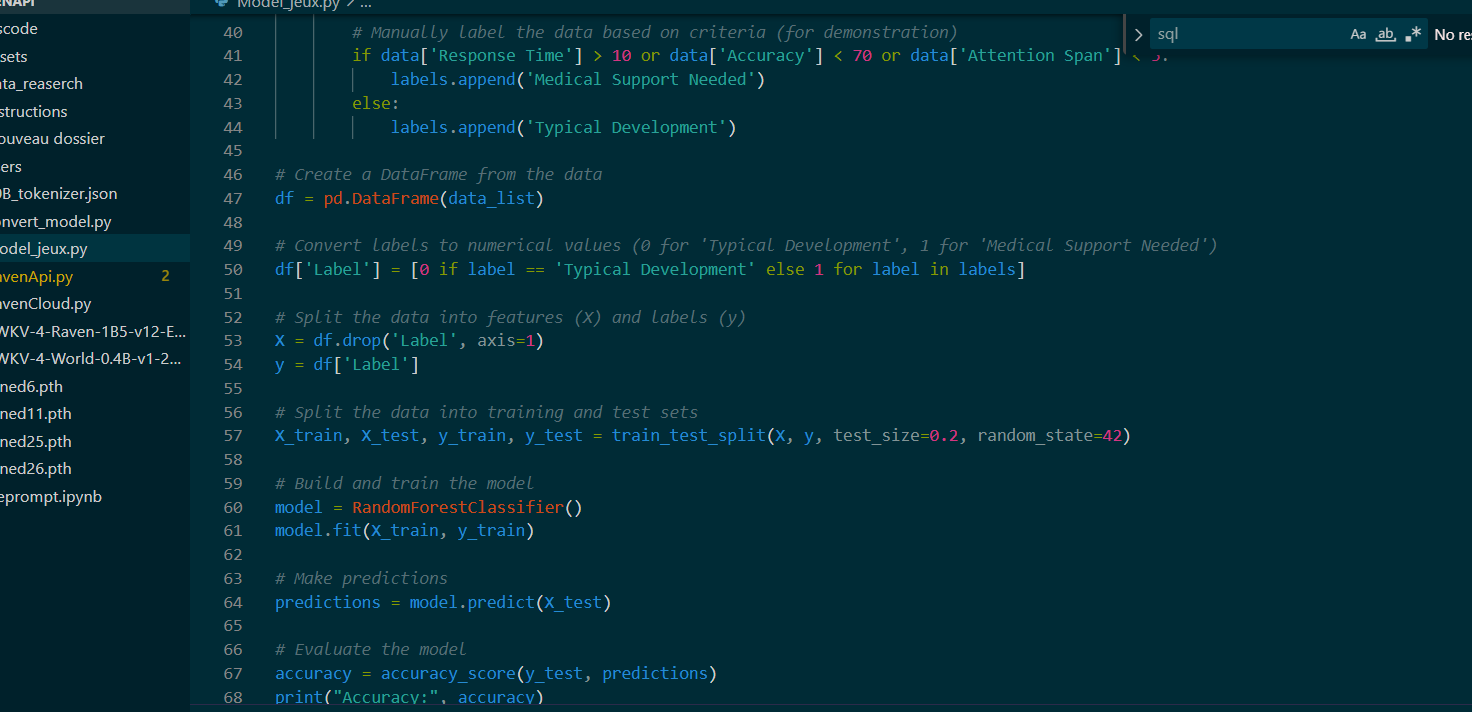 Model_jeux.py > ...
scode
sets
ta_reaserch
structions
ouveau dossier
ers
0B_tokenizer.json
nvert_model.py
odel_jeux.py
avenApi.py 2
avenCloud.py
WKV-4-Raven-1B5-v12-E...
WKV-4-World-0.4B-v1-2...
ned6.pth
ned11.pth
ned25.pth
ned26.pth
eprompt.ipynb
sql Aa ab No res
40 # Manually label the data based on criteria (for demonstration)
41 if data['Response Time'] > 10 or data['Accuracy'] < 70 or data['Attention Span'] < 5:
42 labels.append('Medical Support Needed')
43 else:
44 labels.append('Typical Development')
45
46 # Create a DataFrame from the data
47 df = pd.DataFrame(data_list)
48
49 # Convert labels to numerical values (0 for 'Typical Development', 1 for 'Medical Support Needed')
50 df['Label'] = [0 if label == 'Typical Development' else 1 for label in labels]
51
52 # Split the data into features (X) and labels (y)
53 X = df.drop('Label', axis=1)
54 y = df['Label']
55
56 # Split the data into training and test sets
57 X_train, X_test, y_train, y_test = train_test_split(X, y, test_size=0.2, random_state=42)
58
59 # Build and train the model
60 model = RandomForestClassifier()
61 model.fit(X_train, y_train)
62
63 # Make predictions
64 predictions = model.predict(X_test)
65
66 # Evaluate the model
67 accuracy = accuracy_score(y_test, predictions)
68 print("Accuracy:", accuracy)